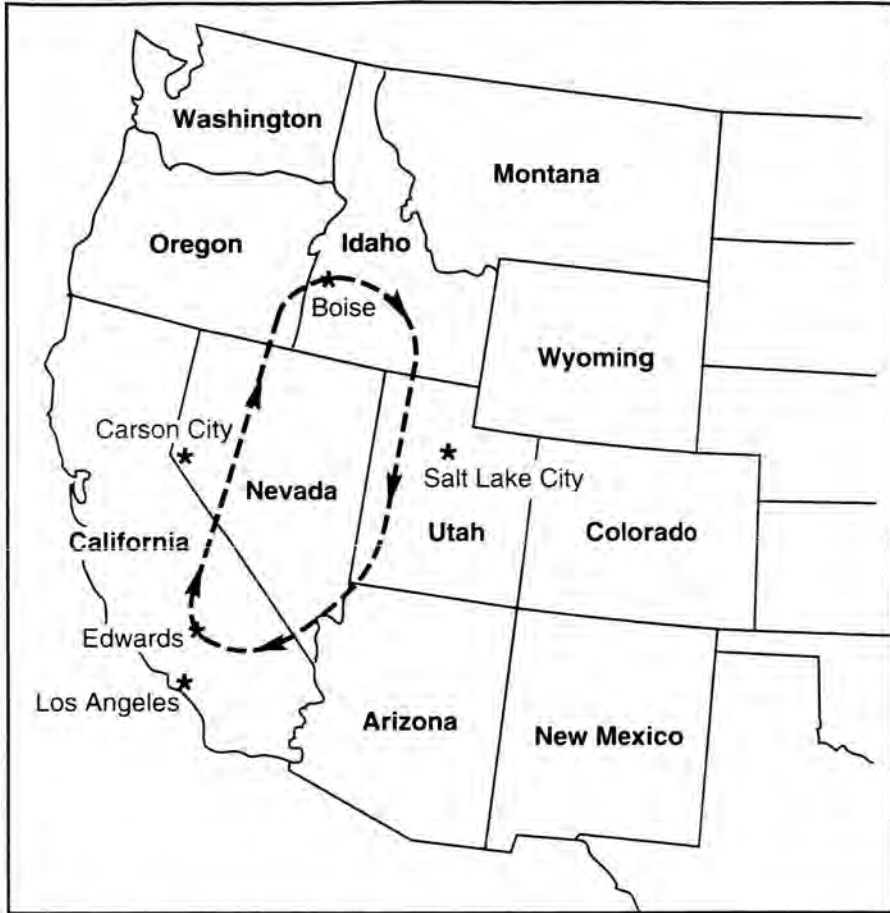 Washington
Montana
Oregon
Idaho
Boise
Wyoming
Carson City
Salt Lake City
Nevada
Utah
Colorado
California
Edwards
Los Angeles
Arizona
New Mexico